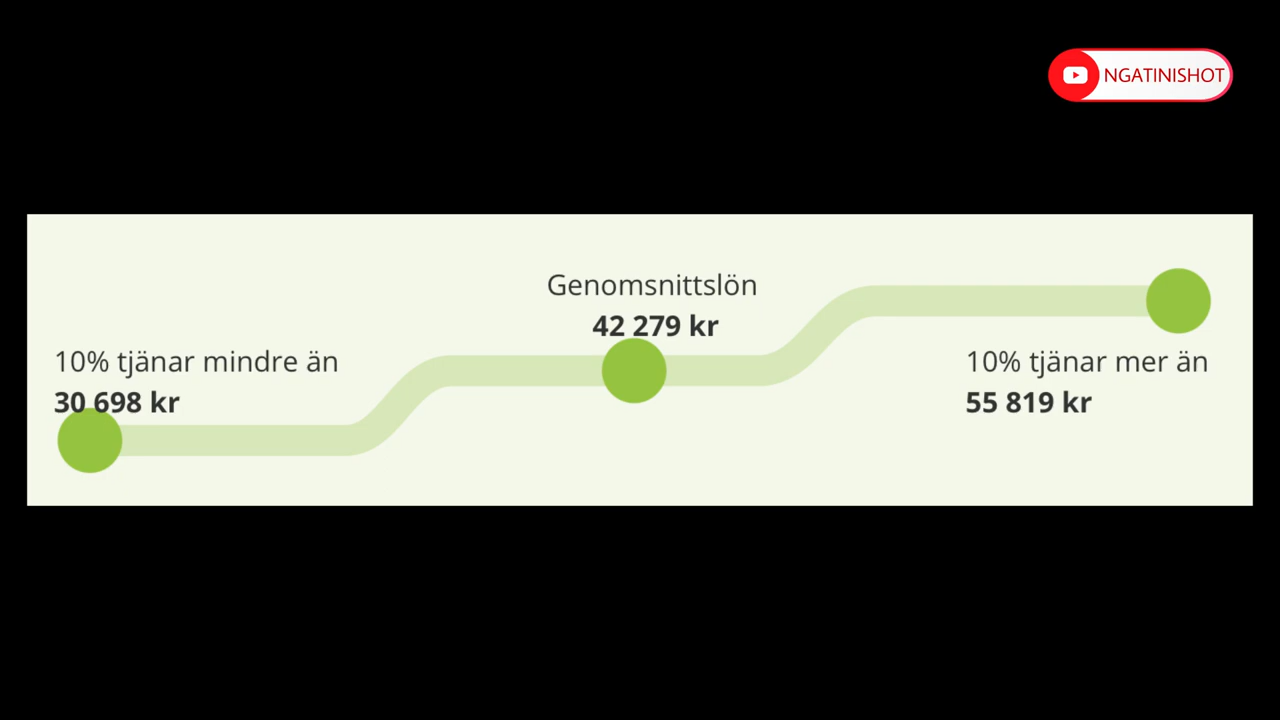 NGATINISHOT
Genomsnittslön
42 279 kr
10% tjänar mindre än
30 698 kr
10% tjänar mer än
55 819 kr